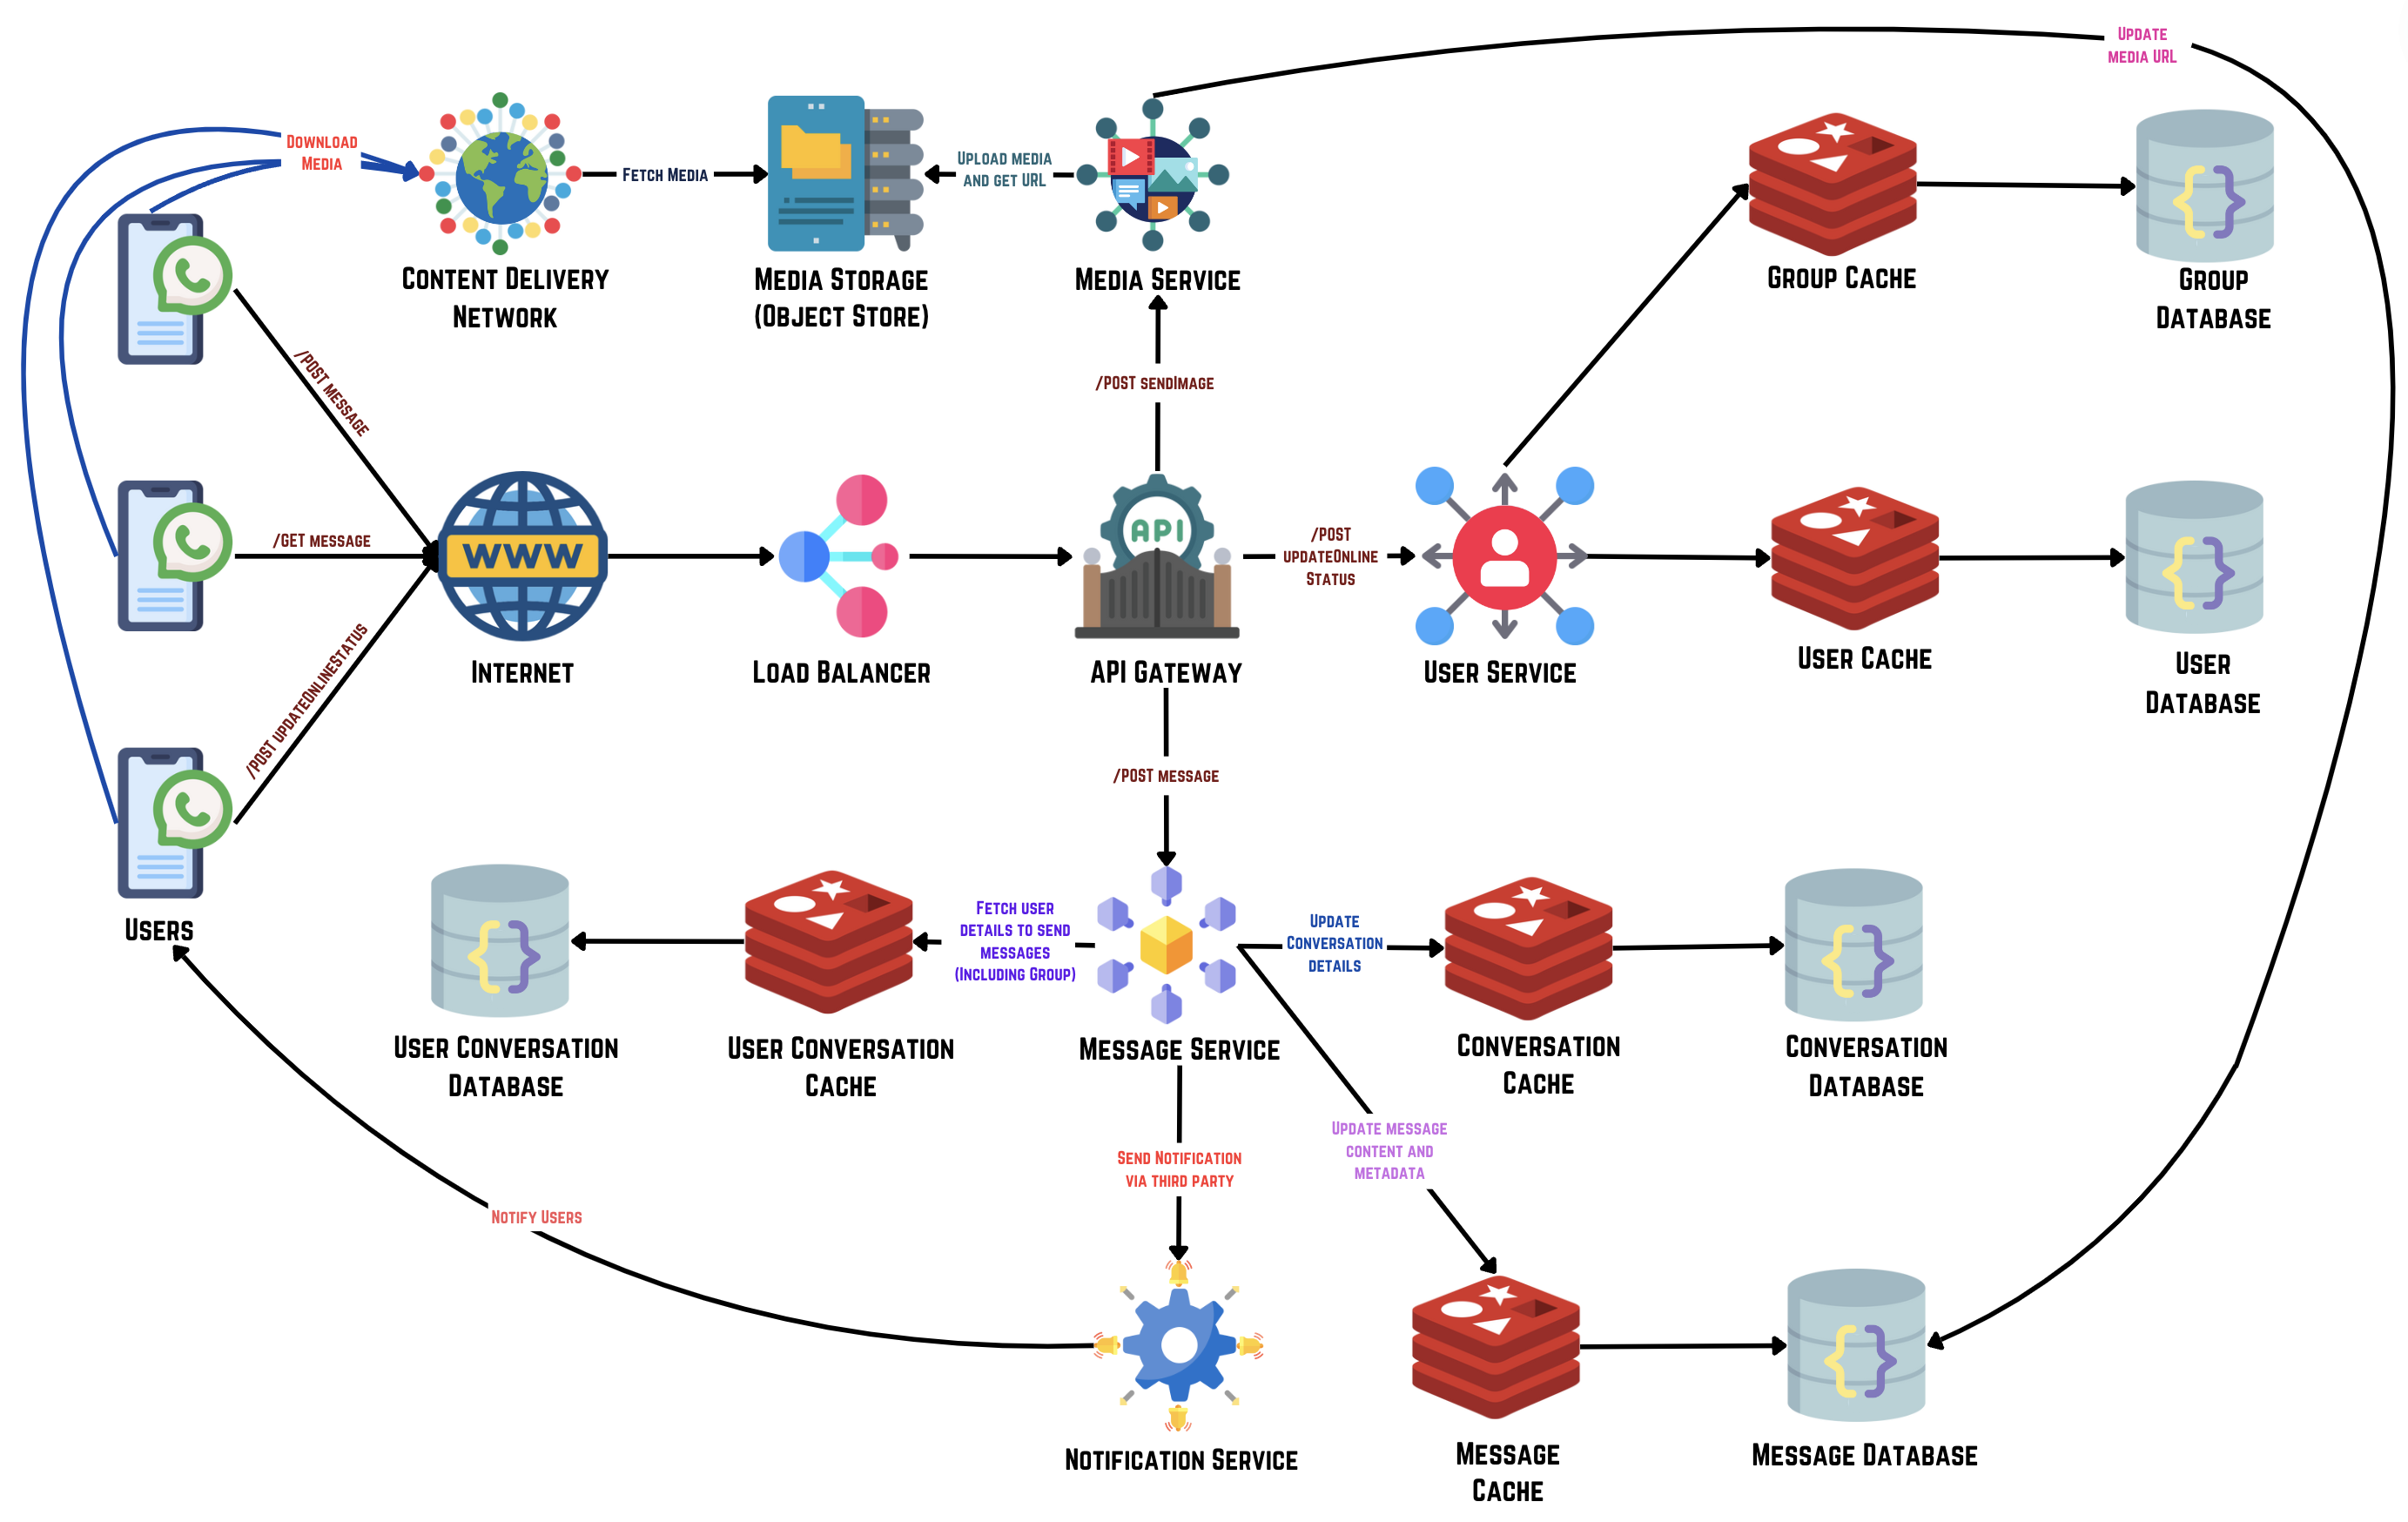 Update
media URL
Download
Media
Fetch Media
Upload media
and get URL
Content Delivery
Network
Media Storage
(Object Store)
Media Service
Group Cache
Group
Database
/POST message
/POST sendImage
/GET message
WWW
API
/POST
updateOnline
Status
/POST updateOnlineStatus
Internet
Load Balancer
API Gateway
User Service
User Cache
User
Database
/POST message
Users
Fetch user
details to send
messages
(Including Group)
Update
Conversation
details
User Conversation
Database
User Conversation
Cache
Message Service
Conversation
Cache
Conversation
Database
Send Notification
via third party
Update message
content and
metadata
Notify Users
Notification Service
Message
Cache
Message Database